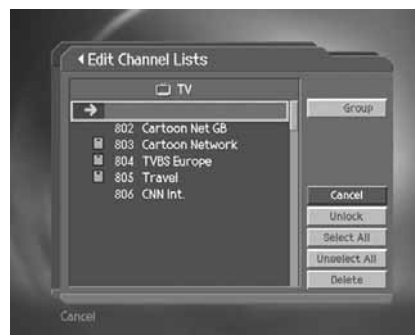 Edit Channel Lists
TV
Group
802 Cartoon Net GB
803 Cartoon Network
804 TVBS Europe
805 Travel
806 CNN Int.
Cancel
Unlock
Select All
Unselect All
Delete
Cancel